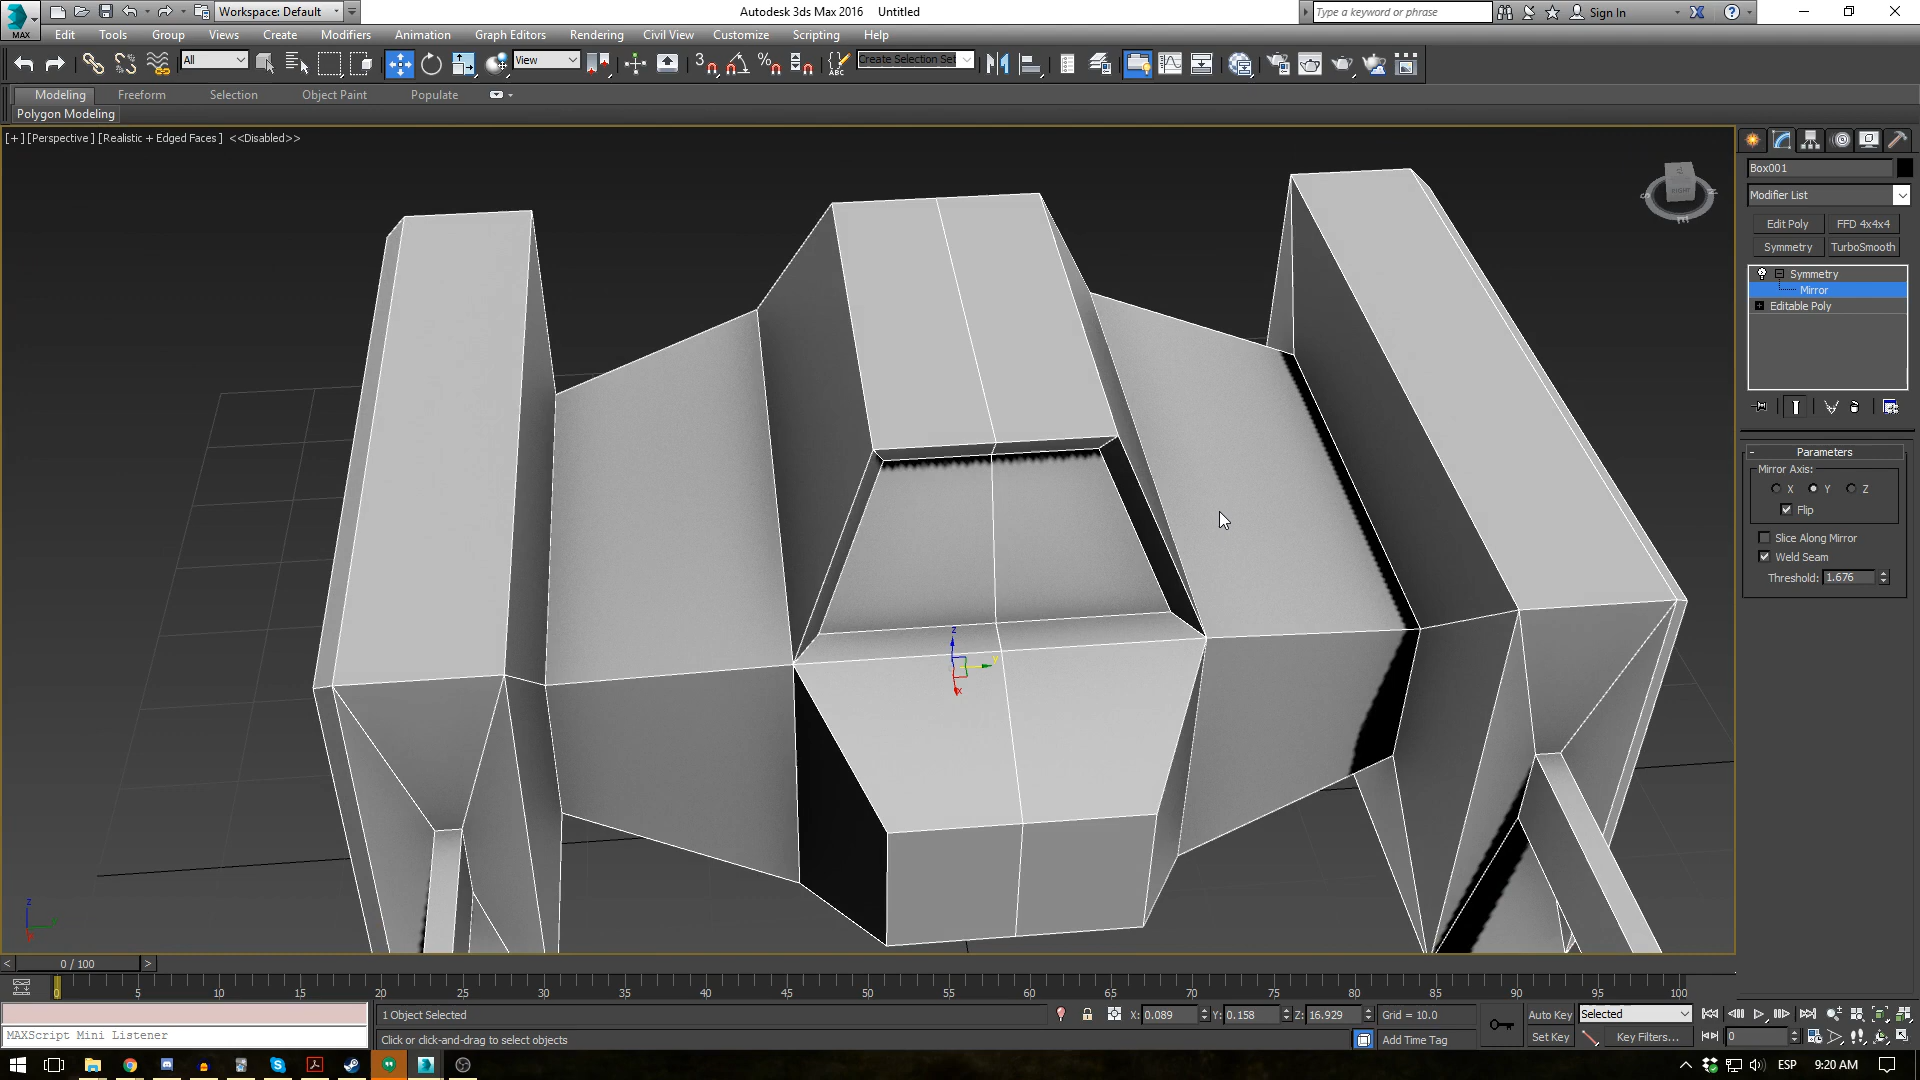 Workspace: Default
Autodesk 3ds Max 2016 Untitled
Type a keyword or phrase
Sign In
MAX
Edit Tools Group Views Create Modifiers Animation Graph Editors Rendering Civil View Customize Scripting Help
All
View
Create Selection Set
Modeling Freeform Selection Object Paint Populate
Polygon Modeling
[+] [Perspective] [Realistic + Edged Faces] <<Disabled>>
Box001
Modifier List
Edit Poly FFD 4x4x4
Symmetry TurboSmooth
Symmetry
Mirror
Editable Poly
Parameters
Mirror Axis:
X Y Z
Flip
Slice Along Mirror
Weld Seam
Threshold: 1.676
z
y
x
0 / 100
0 5 10 15 20 25 30 35 40 45 50 55 60 65 70 75 80 85 90 95 100
1 Object Selected
X: 0.089 Y: 0.158 Z: 16.929 Grid = 10.0
Auto Key Selected
MAXScript Mini Listener
Click or click-and-drag to select objects
Add Time Tag
Set Key Key Filters... 0
ESP 9:20 AM